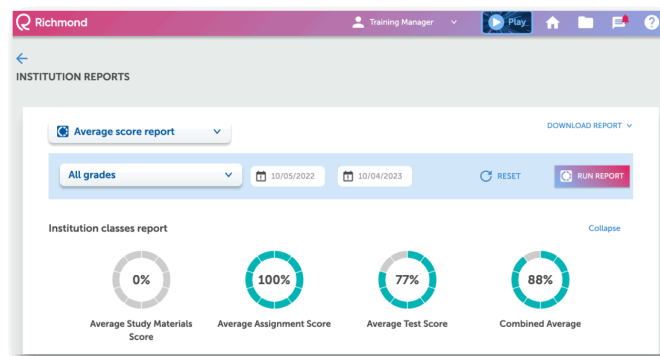 Richmond
Training Manager
Play
?
INSTITUTION REPORTS
Average score report
DOWNLOAD REPORT
All grades
10/05/2022
10/04/2023
RESET
RUN REPORT
Institution classes report
Collapse
0%
100%
77%
88%
Average Study Materials
Score
Average Assignment Score
Average Test Score
Combined Average